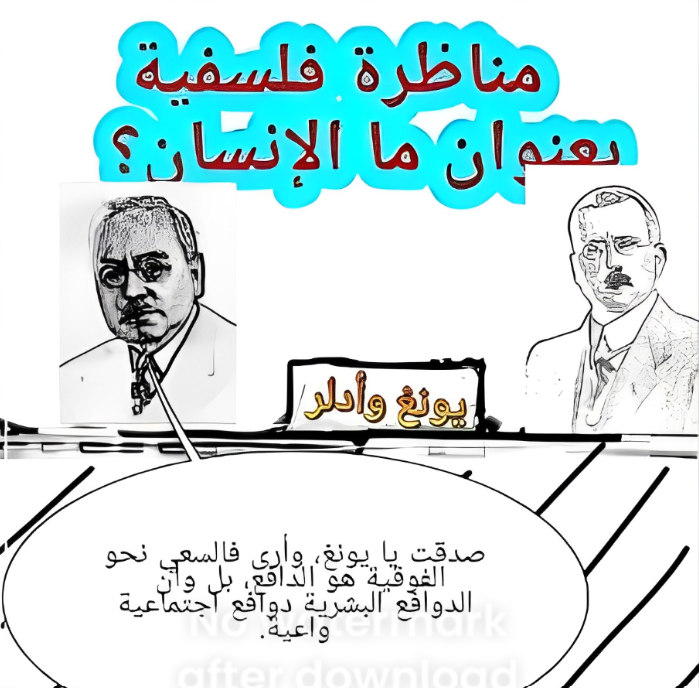 مناظرة فلسفية
بعنوان ما الإنسان؟
يونغ وأدلر
صدقت يا يونغ، وأرى فالسعي نحو
الفوقية هو الدافع، بل وأن
الدوافع البشرية دوافع اجتماعية
واعية.
No watermark
after download